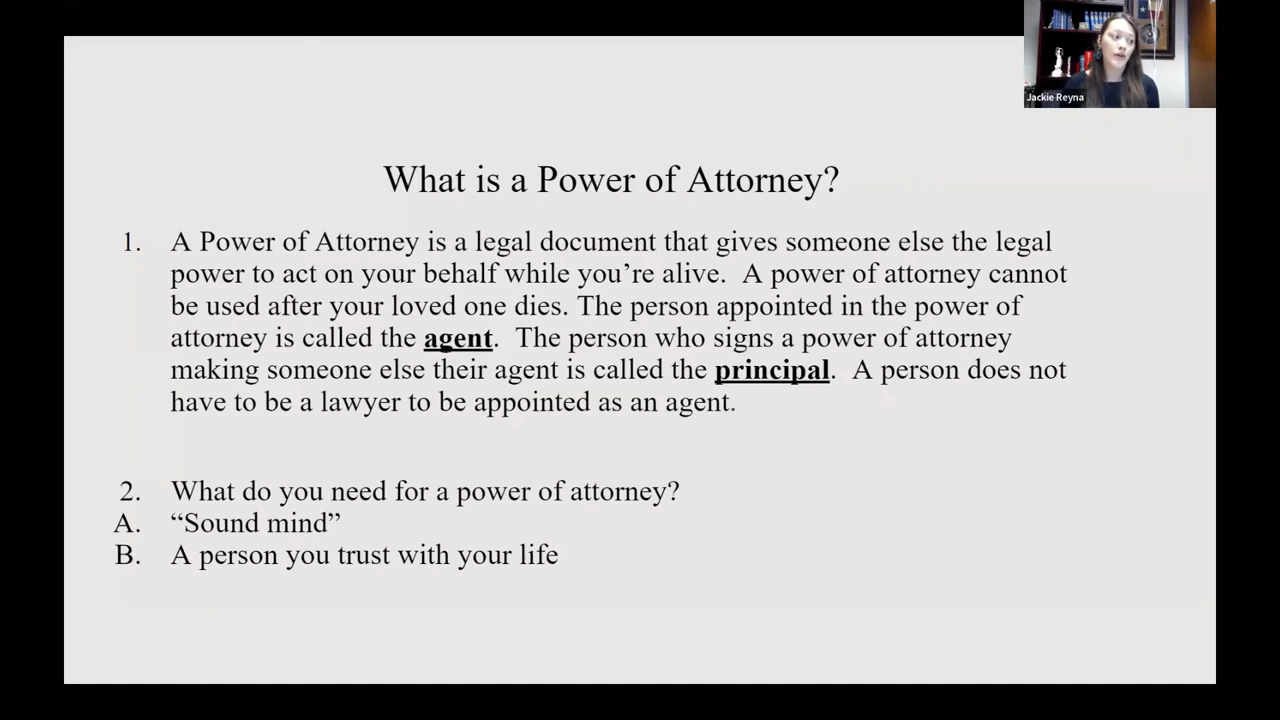 Jackie Reyna
What is a Power of Attorney?
1. A Power of Attorney is a legal document that gives someone else the legal
power to act on your behalf while you’re alive. A power of attorney cannot
be used after your loved one dies. The person appointed in the power of
attorney is called the agent. The person who signs a power of attorney
making someone else their agent is called the principal. A person does not
have to be a lawyer to be appointed as an agent.
2. What do you need for a power of attorney?
A. “Sound mind”
B. A person you trust with your life